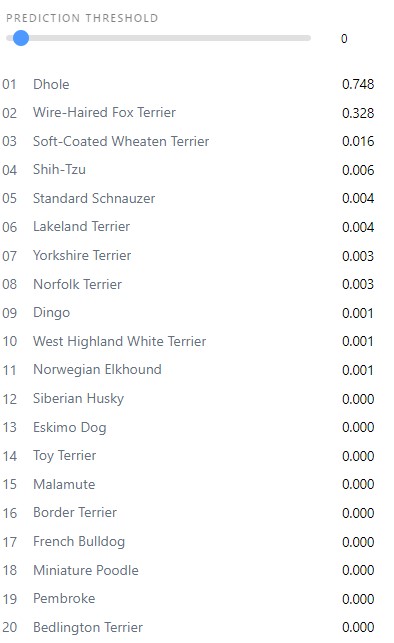 PREDICTION THRESHOLD
0
01 Dhole 0.748
02 Wire-Haired Fox Terrier 0.328
03 Soft-Coated Wheaten Terrier 0.016
04 Shih-Tzu 0.006
05 Standard Schnauzer 0.004
06 Lakeland Terrier 0.004
07 Yorkshire Terrier 0.003
08 Norfolk Terrier 0.003
09 Dingo 0.001
10 West Highland White Terrier 0.001
11 Norwegian Elkhound 0.001
12 Siberian Husky 0.000
13 Eskimo Dog 0.000
14 Toy Terrier 0.000
15 Malamute 0.000
16 Border Terrier 0.000
17 French Bulldog 0.000
18 Miniature Poodle 0.000
19 Pembroke 0.000
20 Bedlington Terrier 0.000